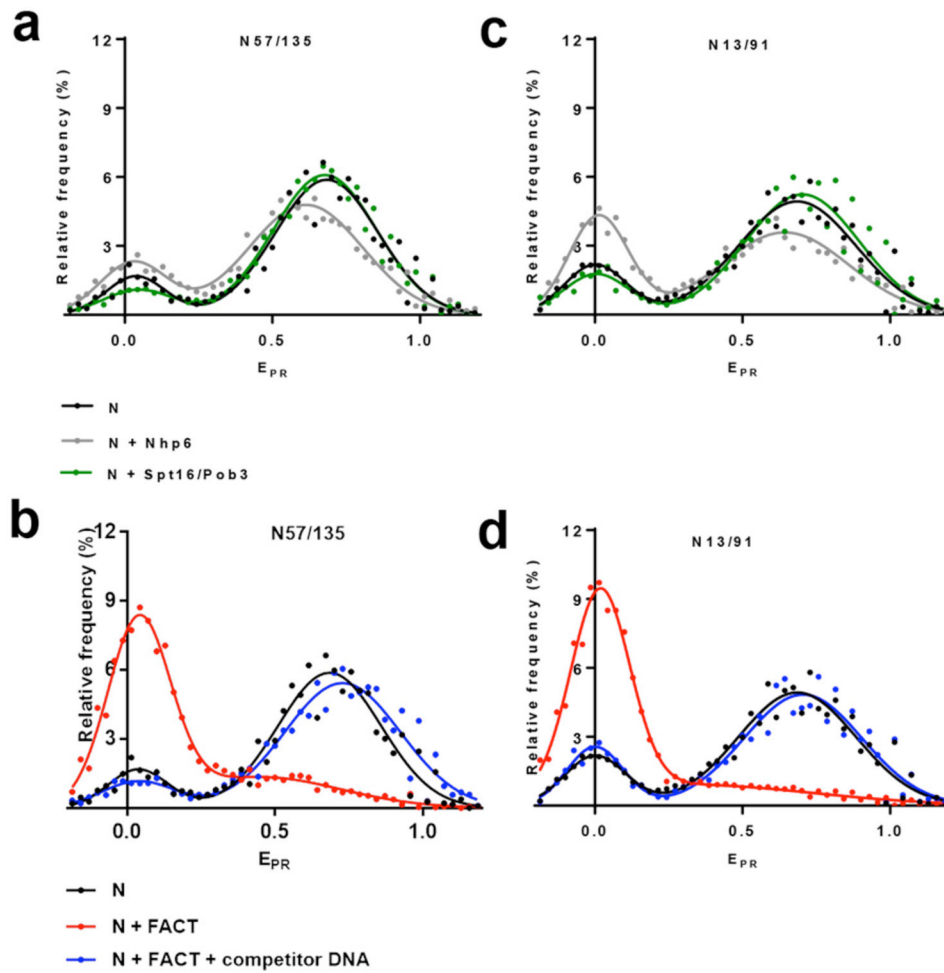 a
N57/135
Relative frequency (%)
12
9
6
3
0.0
0.5
1.0
EPR
c
N13/91
Relative frequency (%)
12
9
6
3
0.0
0.5
1.0
EPR
N
N + Nhp6
N + Spt16/Pob3
b
N57/135
Relative frequency (%)
12
9
6
3
0.0
0.5
1.0
EPR
d
N13/91
Relative frequency (%)
12
9
6
3
0.0
0.5
1.0
EPR
N
N + FACT
N + FACT + competitor DNA